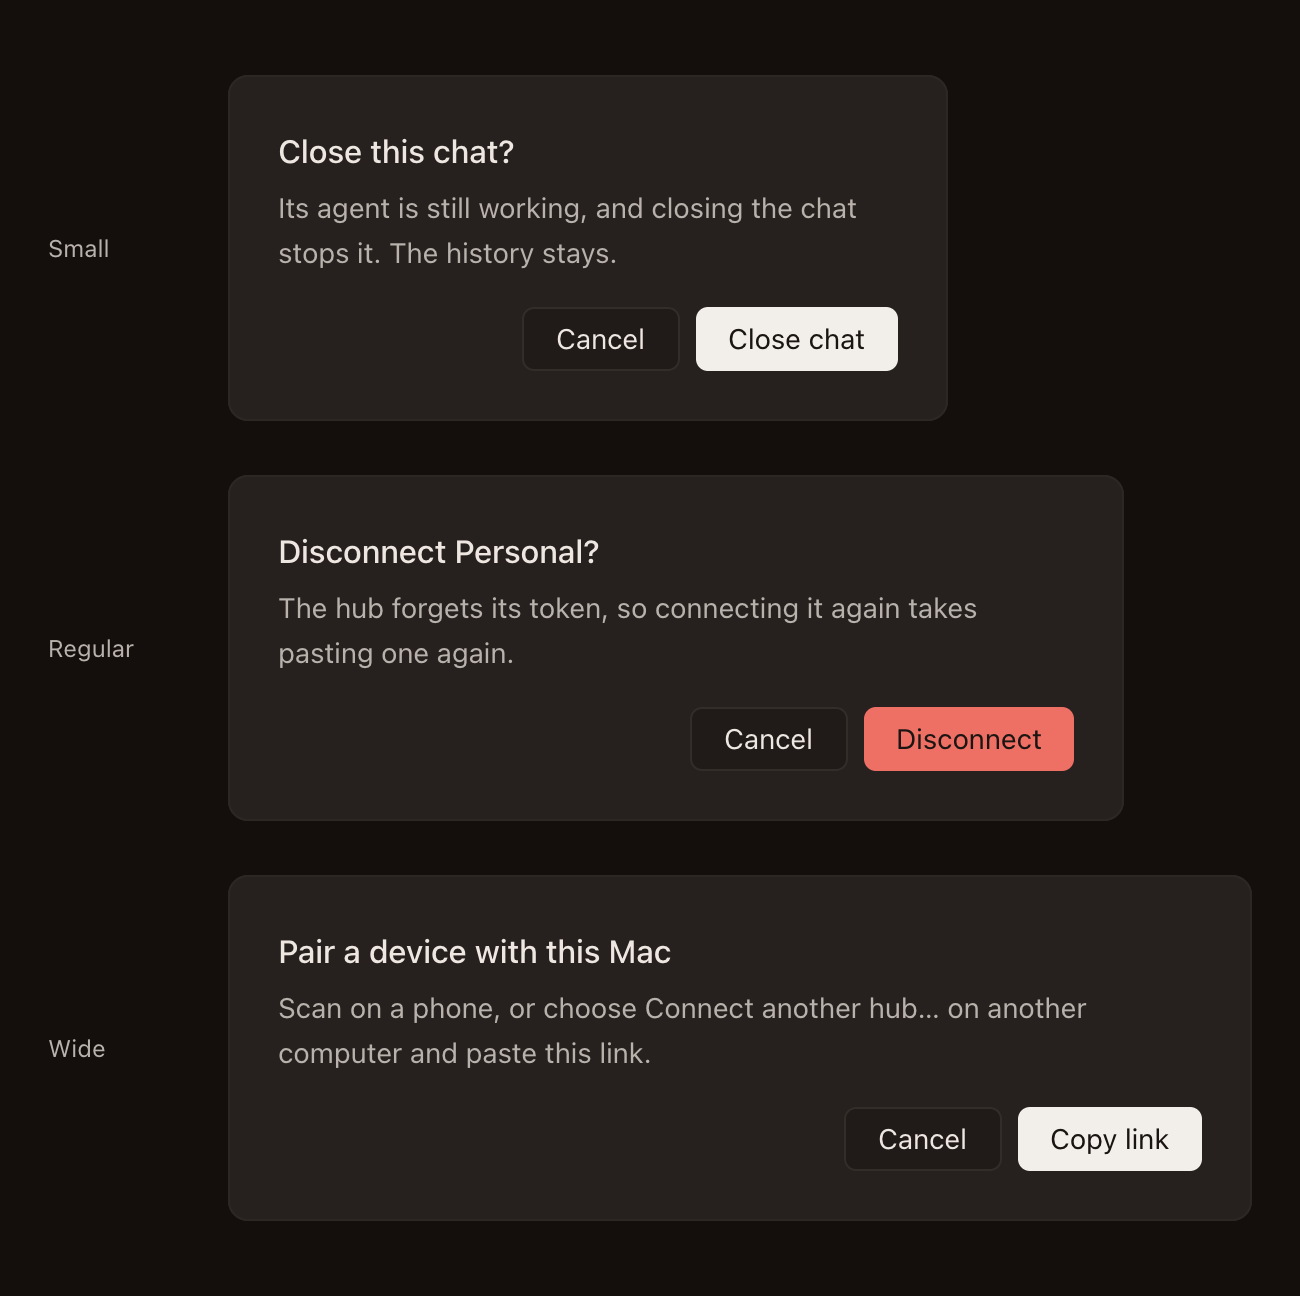 Close this chat?
Its agent is still working, and closing the chat
stops it. The history stays.
Small
Cancel
Close chat
Disconnect Personal?
The hub forgets its token, so connecting it again takes
pasting one again.
Regular
Cancel
Disconnect
Pair a device with this Mac
Scan on a phone, or choose Connect another hub… on another
computer and paste this link.
Wide
Cancel
Copy link